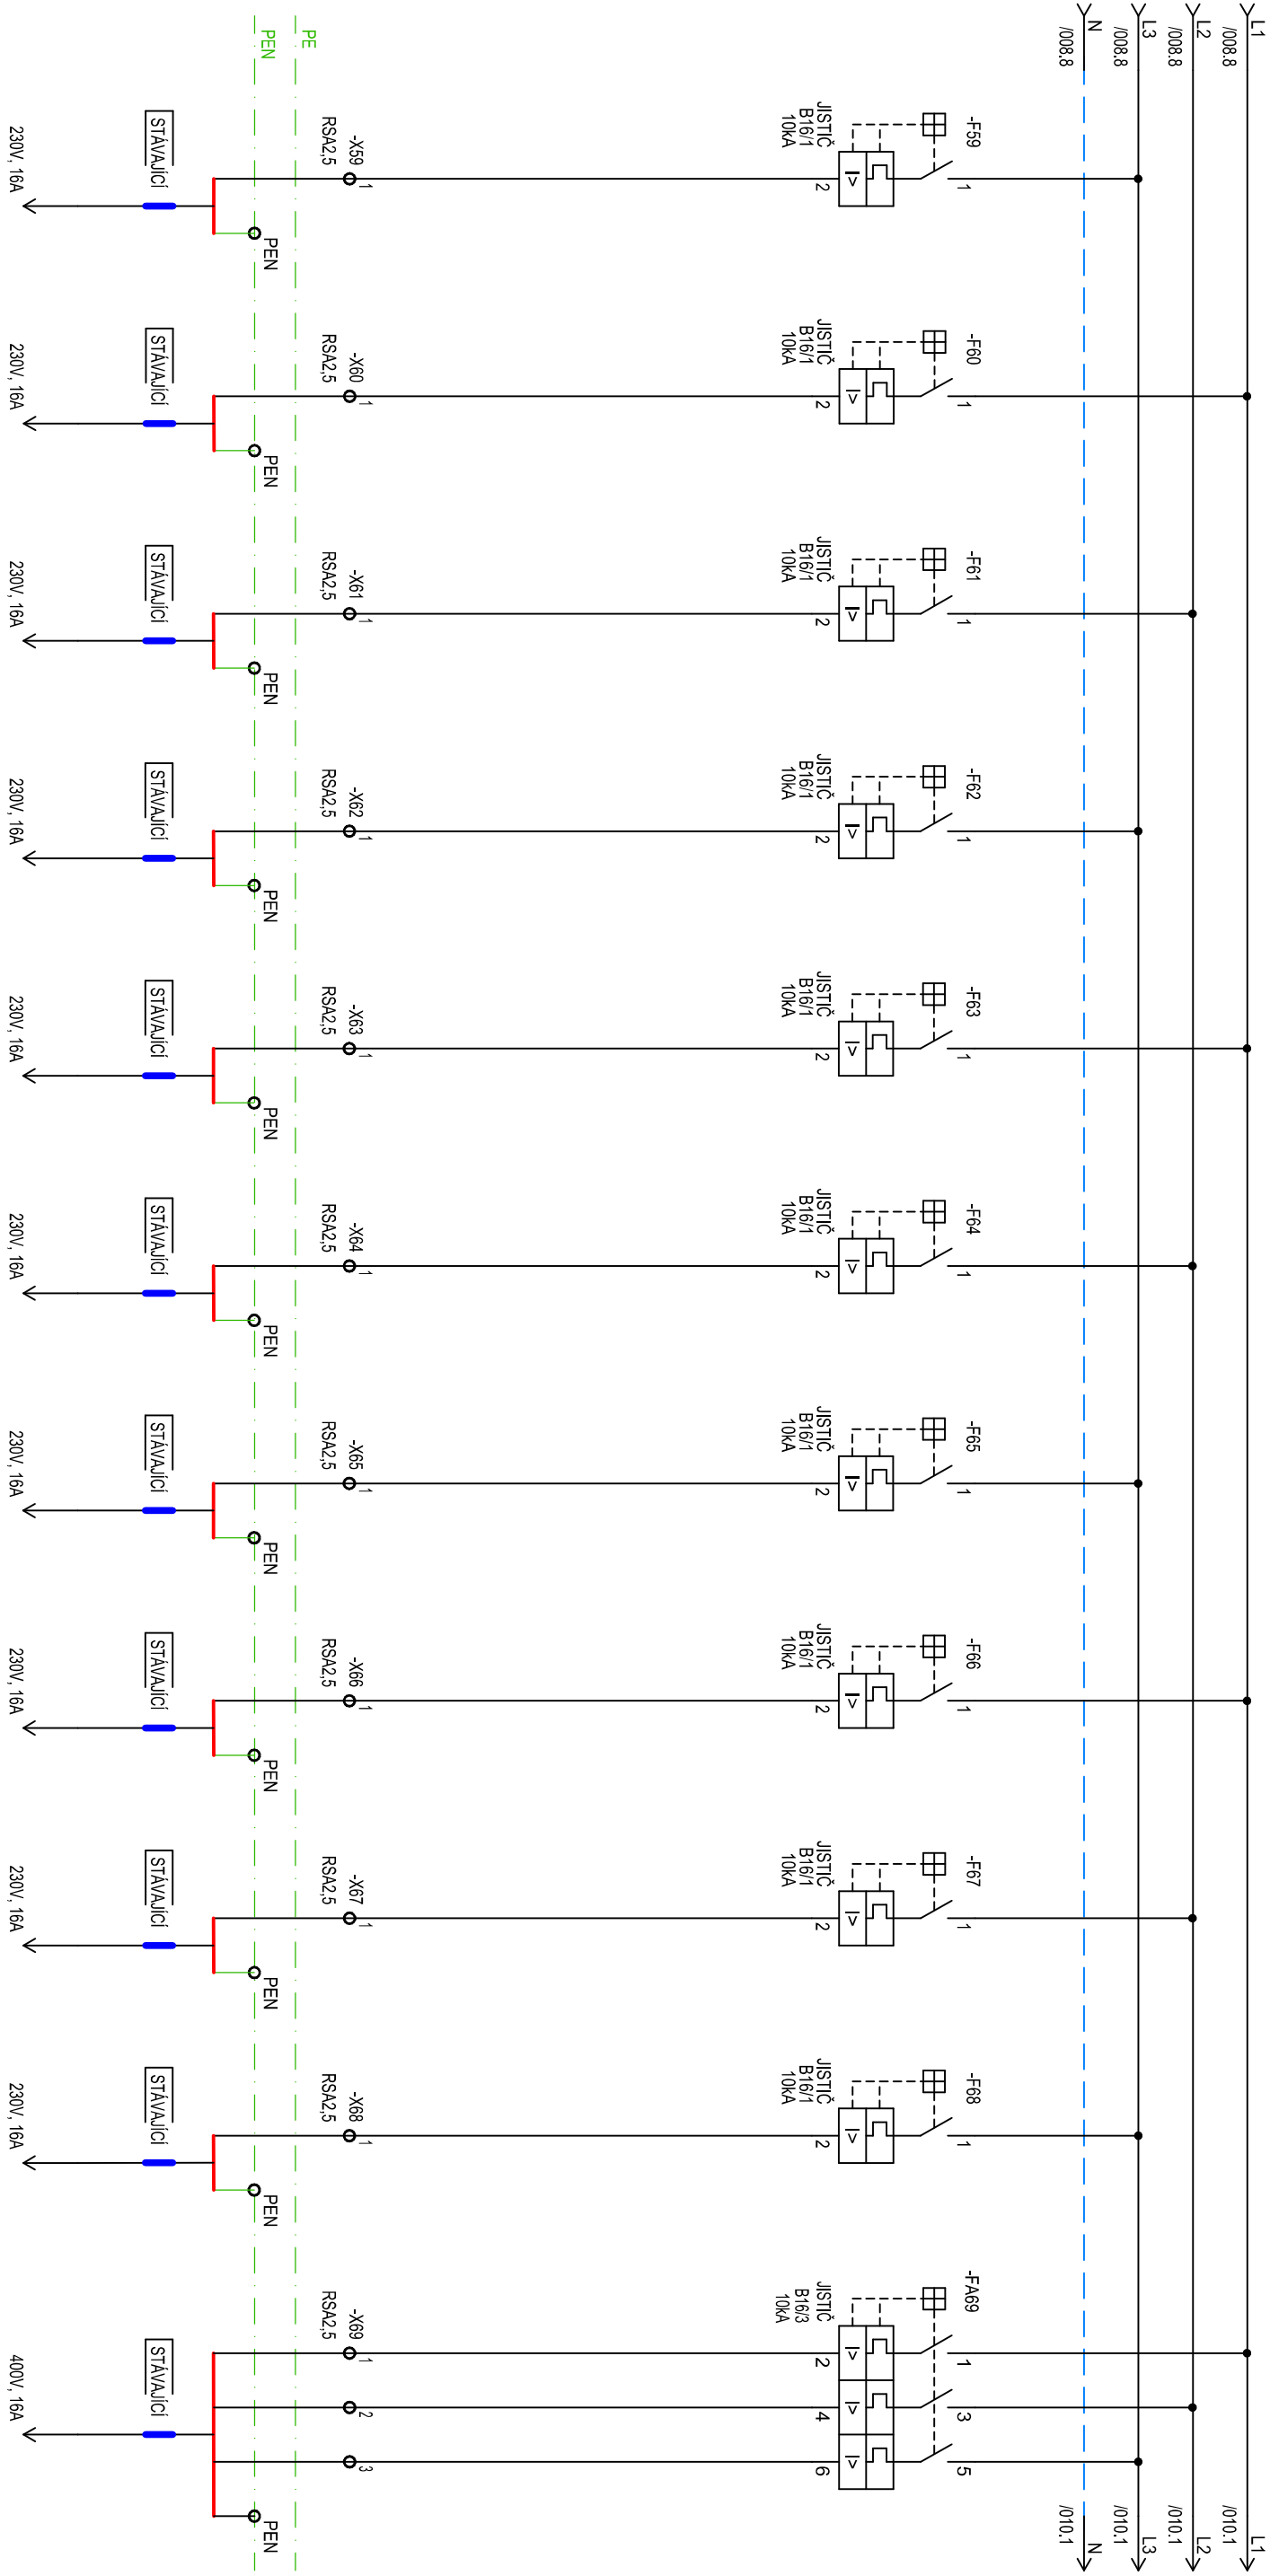 L1
/008.8
L2
/008.8
L3
/008.8
N
/008.8
L1
/010.1
L2
/010.1
L3
/010.1
N
/010.1
-F59
1
JISTIČ
B16/1
10kA
2
-F60
1
JISTIČ
B16/1
10kA
2
-F61
1
JISTIČ
B16/1
10kA
2
-F62
1
JISTIČ
B16/1
10kA
2
-F63
1
JISTIČ
B16/1
10kA
2
-F64
1
JISTIČ
B16/1
10kA
2
-F65
1
JISTIČ
B16/1
10kA
2
-F66
1
JISTIČ
B16/1
10kA
2
-F67
1
JISTIČ
B16/1
10kA
2
-F68
1
JISTIČ
B16/1
10kA
2
-FA69
1
3
5
JISTIČ
B16/3
10kA
2
4
6
-X59
RSA2,5
1
-X60
RSA2,5
1
-X61
RSA2,5
1
-X62
RSA2,5
1
-X63
RSA2,5
1
-X64
RSA2,5
1
-X65
RSA2,5
1
-X66
RSA2,5
1
-X67
RSA2,5
1
-X68
RSA2,5
1
-X69
RSA2,5
1
2
3
PE
PEN
PEN
PEN
PEN
PEN
PEN
PEN
PEN
PEN
PEN
PEN
PEN
STÁVAJÍCÍ
STÁVAJÍCÍ
STÁVAJÍCÍ
STÁVAJÍCÍ
STÁVAJÍCÍ
STÁVAJÍCÍ
STÁVAJÍCÍ
STÁVAJÍCÍ
STÁVAJÍCÍ
STÁVAJÍCÍ
STÁVAJÍCÍ
230V, 16A
230V, 16A
230V, 16A
230V, 16A
230V, 16A
230V, 16A
230V, 16A
230V, 16A
230V, 16A
230V, 16A
400V, 16A